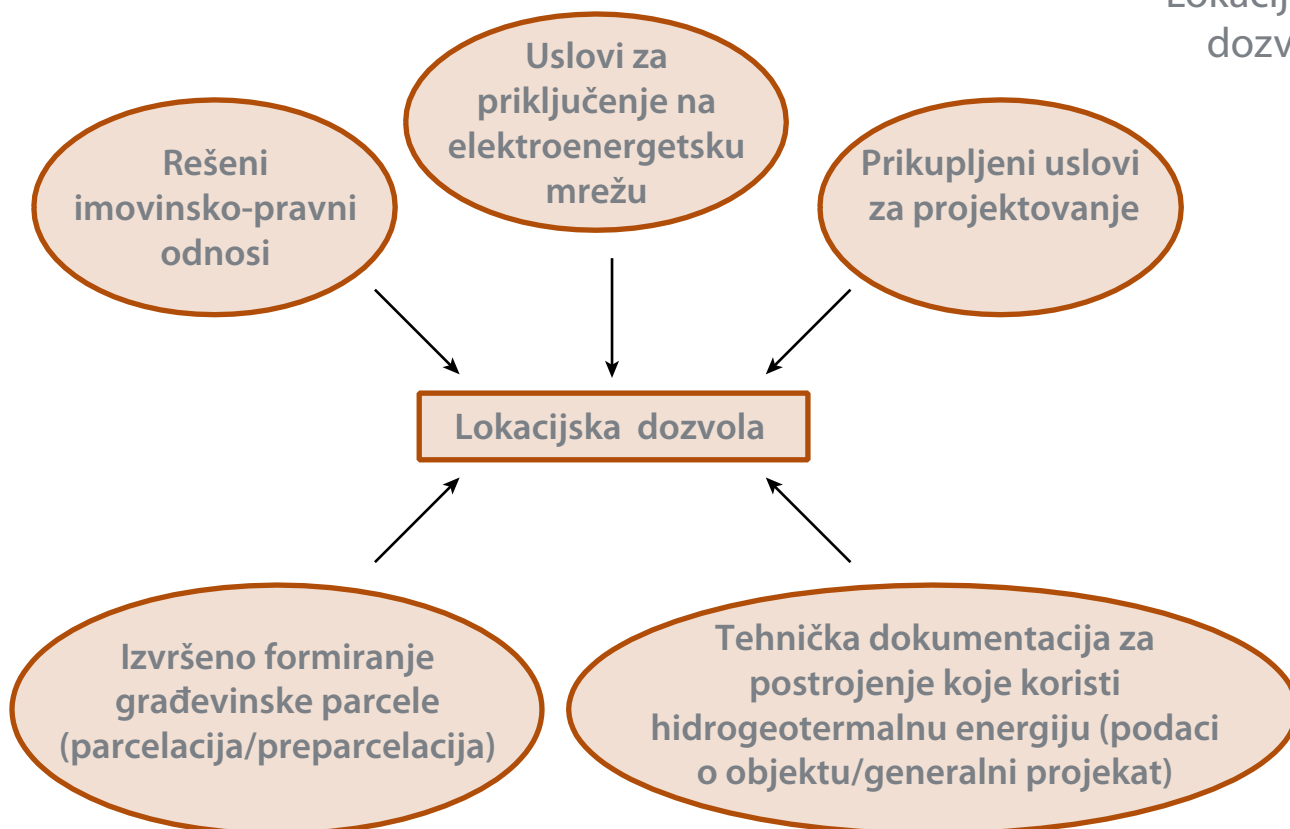 Uslovi za
priključenje na
elektroenergetsku
mrežu
Rešeni
imovinsko-pravni
odnosi
Prikupljeni uslovi
za projektovanje
Lokacijska dozvola
Izvršeno formiranje
građevinske parcele
(parcelacija/preparcelacija)
Tehnička dokumentacija za
postrojenje koje koristi
hidrogeotermalnu energiju (podaci
o objektu/generalni projekat)